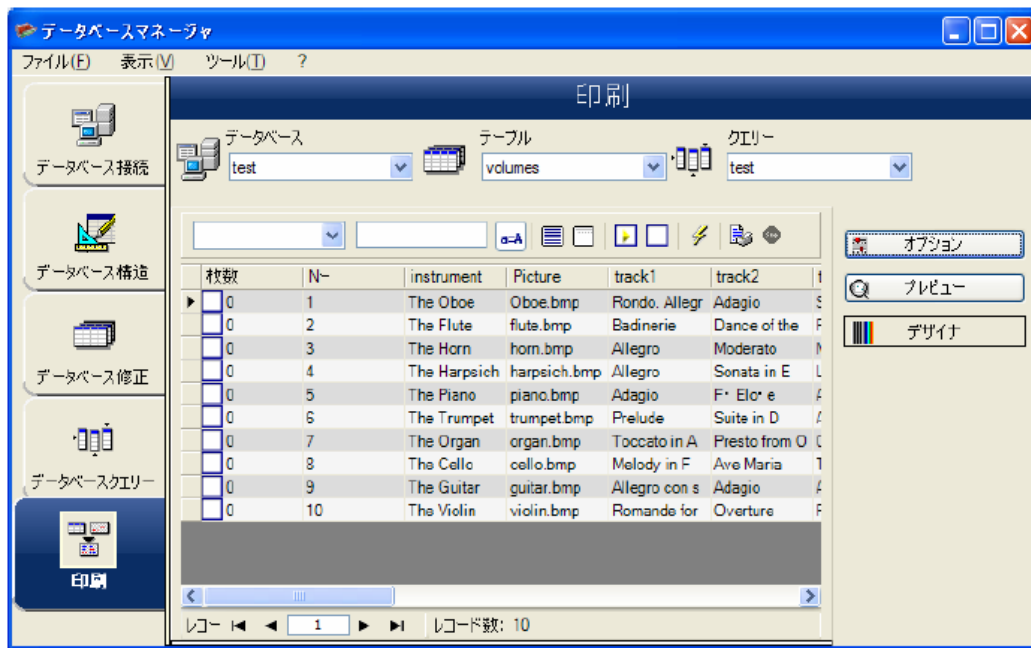 データベースマネージャ
ファイル(F) 表示(V) ツール(T) ?
印刷
データベース接続
データベース構造
データベース修正
データベースクエリー
印刷
データベース テーブル クエリー
test volumes test
a=A
オプション
プレビュー
デザイナ
枚数 N~ instrument Picture track1 track2
0 1 The Oboe Oboe.bmp Rondo. Allegr Adagio
0 2 The Flute flute.bmp Badinerie Dance of the
0 3 The Horn horn.bmp Allegro Moderato
0 4 The Harpsich harpsich.bmp Allegro Sonata in E
0 5 The Piano piano.bmp Adagio
0 6 The Trumpet trumpet.bmp Prelude Suite in D
0 7 The Organ organ.bmp Toccato in A Presto from O
0 8 The Cello cello.bmp Melody in F Ave Maria
0 9 The Guitar guitar.bmp Allegro con s Adagio
0 10 The Violin violin.bmp Romande for Overture
レコー 1 レコード数: 10